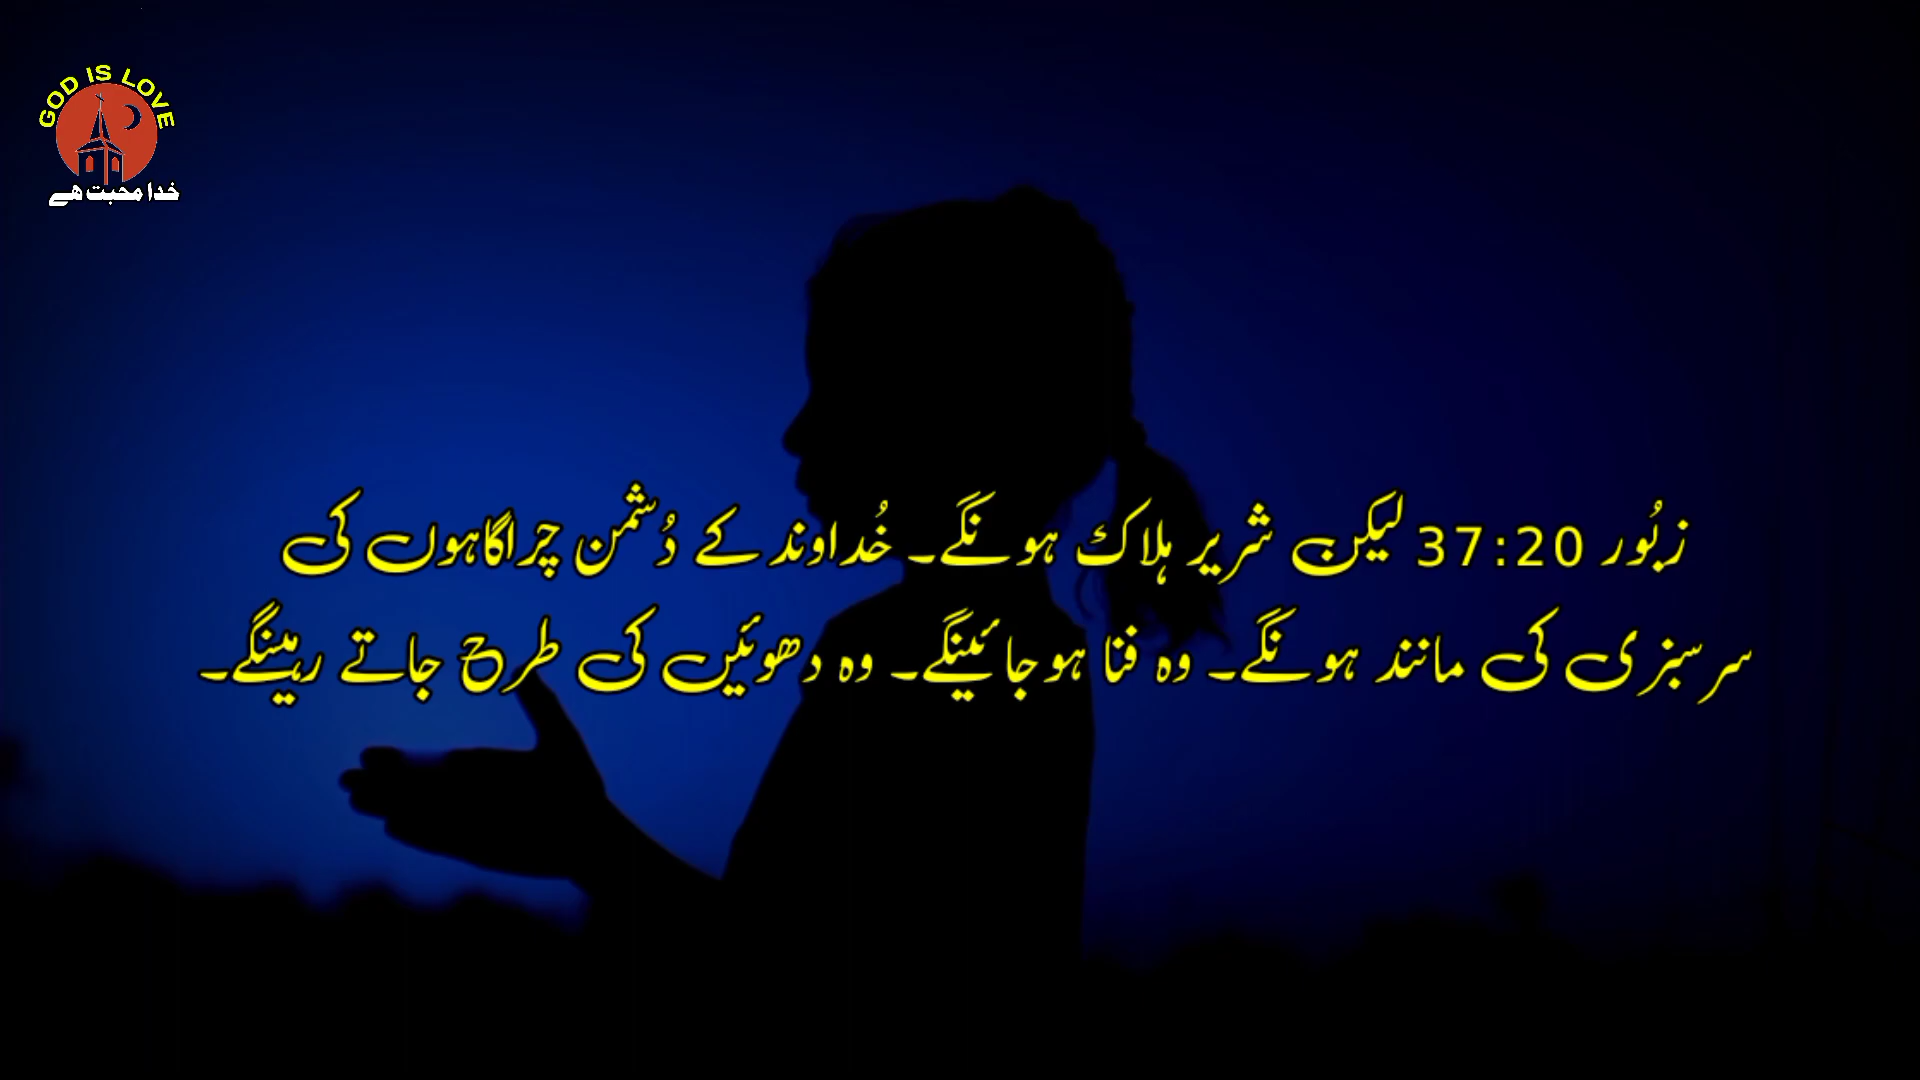 GOD IS LOVE
خدا محبت ھے
زبُور 37:20 لیکن شریر ہلاک ہونگے۔ خُداوند کے دُشمن چراگاہوں کی
سرسبزی کی مانند ہونگے۔ وہ فنا ہوجائینگے۔ وہ دھوئیں کی طرح جاتے رہینگے۔